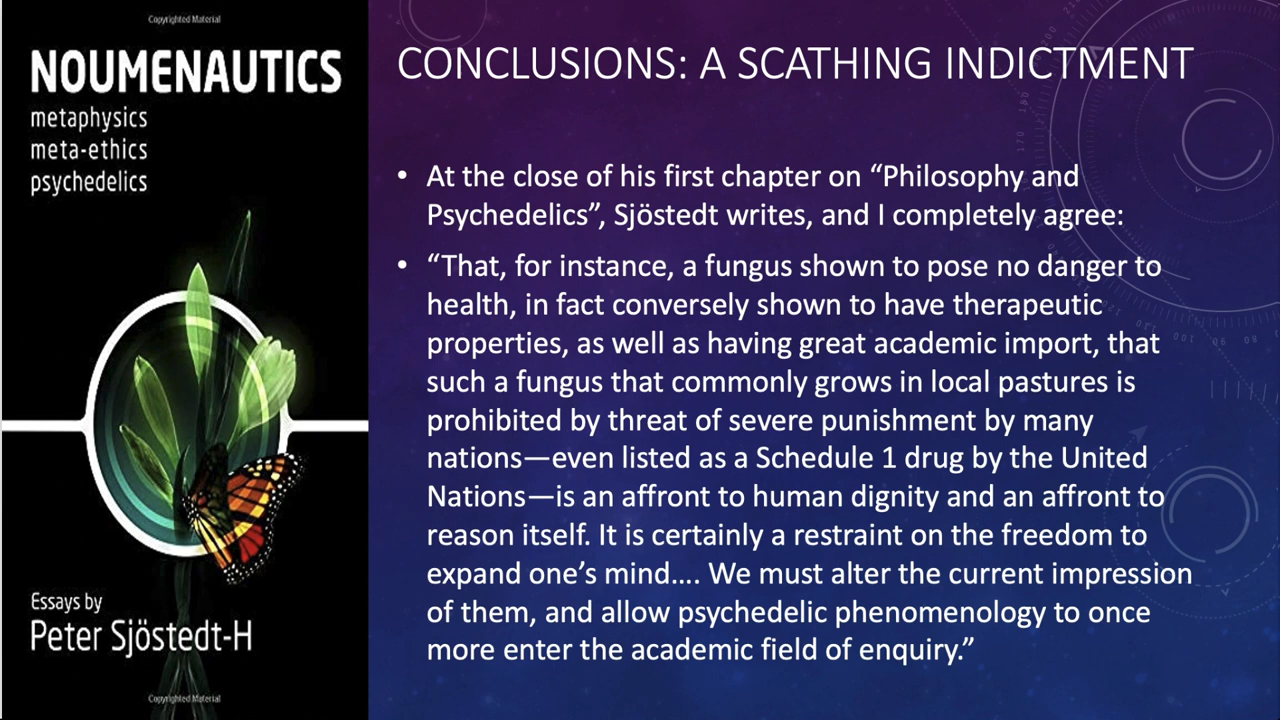 Copyrighted Material
NOUMENAUTICS
metaphysics
meta-ethics
psychedelics
Essays by
Peter Sjöstedt-H
Copyrighted Material
CONCLUSIONS: A SCATHING INDICTMENT
• At the close of his first chapter on “Philosophy and
Psychedelics”, Sjöstedt writes, and I completely agree:
• “That, for instance, a fungus shown to pose no danger to
health, in fact conversely shown to have therapeutic
properties, as well as having great academic import, that
such a fungus that commonly grows in local pastures is
prohibited by threat of severe punishment by many
nations—even listed as a Schedule 1 drug by the United
Nations—is an affront to human dignity and an affront to
reason itself. It is certainly a restraint on the freedom to
expand one’s mind…. We must alter the current impression
of them, and allow psychedelic phenomenology to once
more enter the academic field of enquiry.”